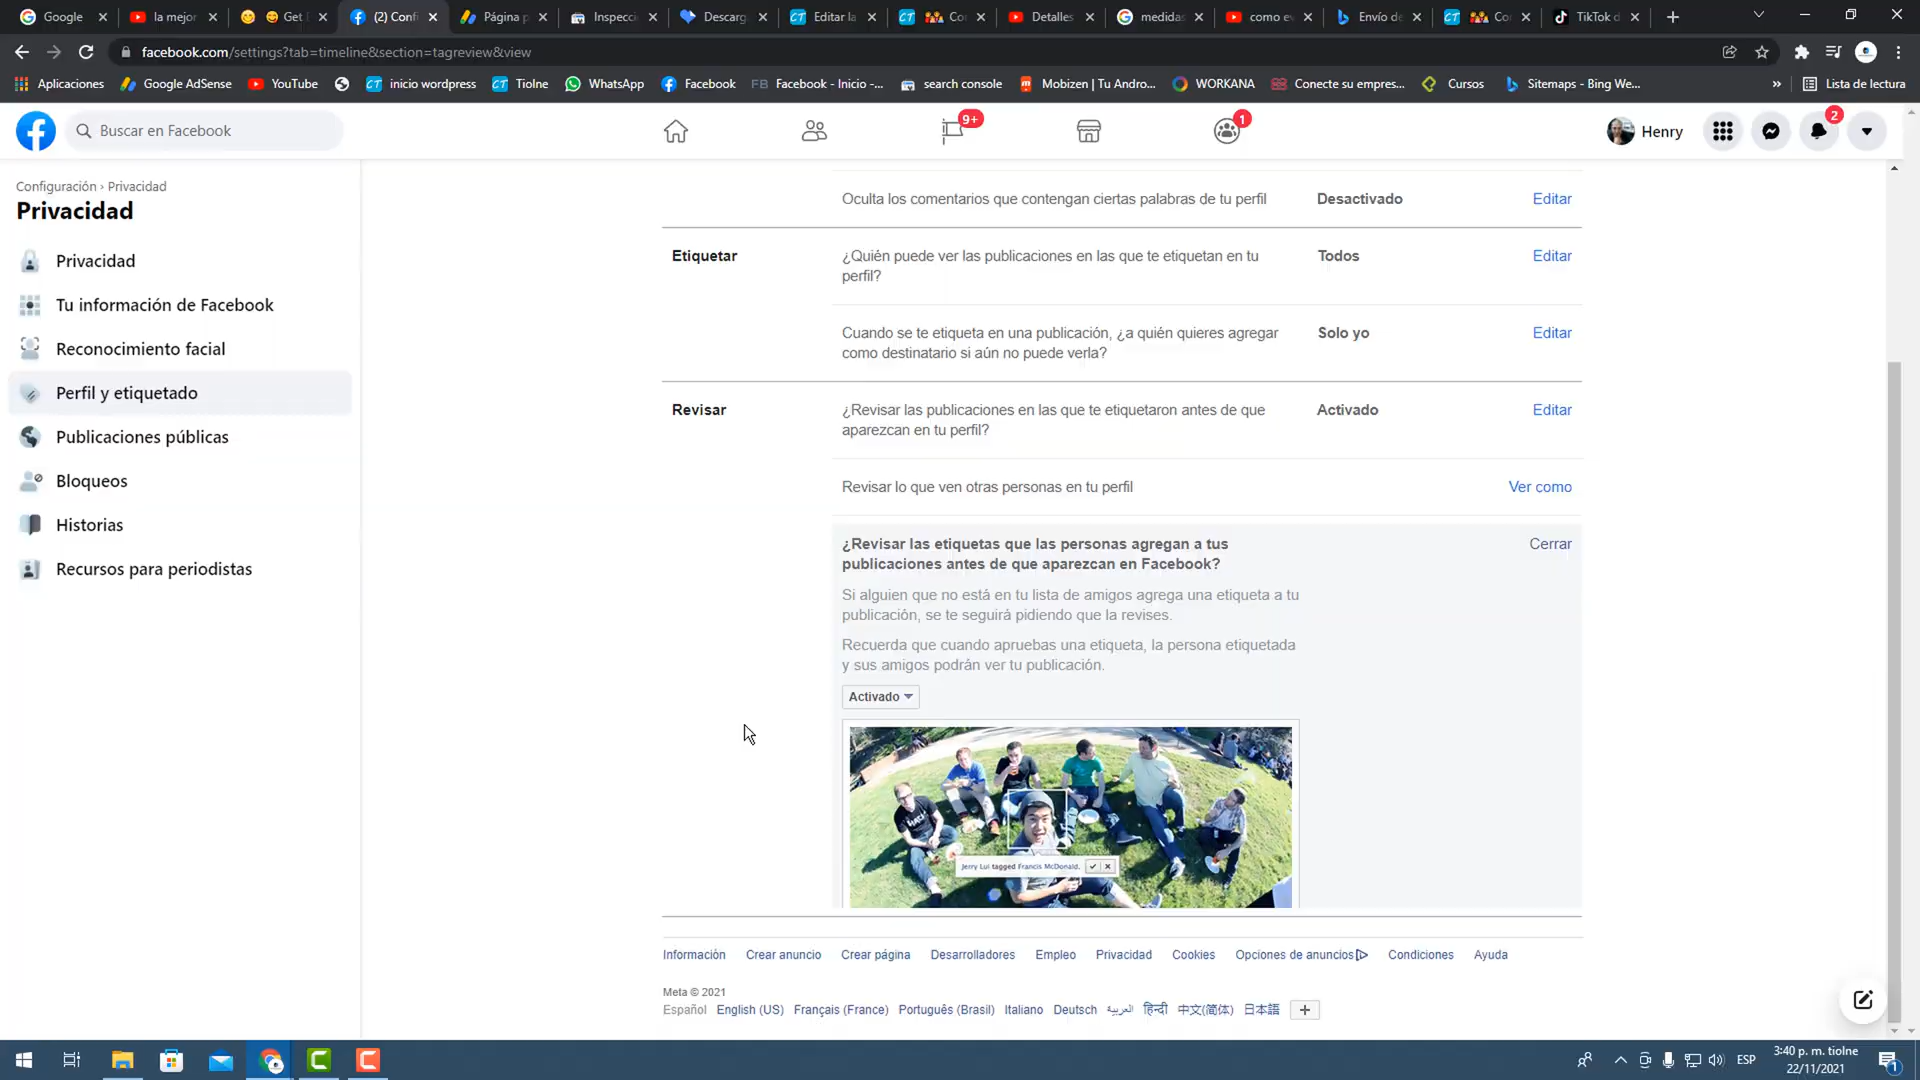 Google
la mejor
Get
(2) Confi
Página p
Inspecci
Descarg
Editar la
Co
Detalles
medidas
como ev
Envío de
Co
TikTok d
facebook.com/settings?tab=timeline&section=tagreview&view
Aplicaciones
Google AdSense
YouTube
inicio wordpress
Tiolne
WhatsApp
Facebook
Facebook - Inicio -...
search console
Mobizen | Tu Andro...
WORKANA
Conecte su empres...
Cursos
Sitemaps - Bing We...
»
Lista de lectura
Buscar en Facebook
9+
1
Henry
2
Configuración › Privacidad
Privacidad
Privacidad
Tu información de Facebook
Reconocimiento facial
Perfil y etiquetado
Publicaciones públicas
Bloqueos
Historias
Recursos para periodistas
Oculta los comentarios que contengan ciertas palabras de tu perfil
Desactivado
Editar
Etiquetar
¿Quién puede ver las publicaciones en las que te etiquetan en tu
perfil?
Todos
Editar
Cuando se te etiqueta en una publicación, ¿a quién quieres agregar
como destinatario si aún no puede verla?
Solo yo
Editar
Revisar
¿Revisar las publicaciones en las que te etiquetaron antes de que
aparezcan en tu perfil?
Activado
Editar
Revisar lo que ven otras personas en tu perfil
Ver como
¿Revisar las etiquetas que las personas agregan a tus
publicaciones antes de que aparezcan en Facebook?
Cerrar
Si alguien que no está en tu lista de amigos agrega una etiqueta a tu
publicación, se te seguirá pidiendo que la revises.
Recuerda que cuando apruebas una etiqueta, la persona etiquetada
y sus amigos podrán ver tu publicación.
Activado
Jerry Lui tagged Francis McDonald.
Información Crear anuncio Crear página Desarrolladores Empleo Privacidad Cookies Opciones de anuncios Condiciones Ayuda
Meta © 2021
Español English (US) Français (France) Português (Brasil) Italiano Deutsch العربية हिन्दी 中文(简体) 日本語
ESP
3:40 p. m. tiolne
22/11/2021
1